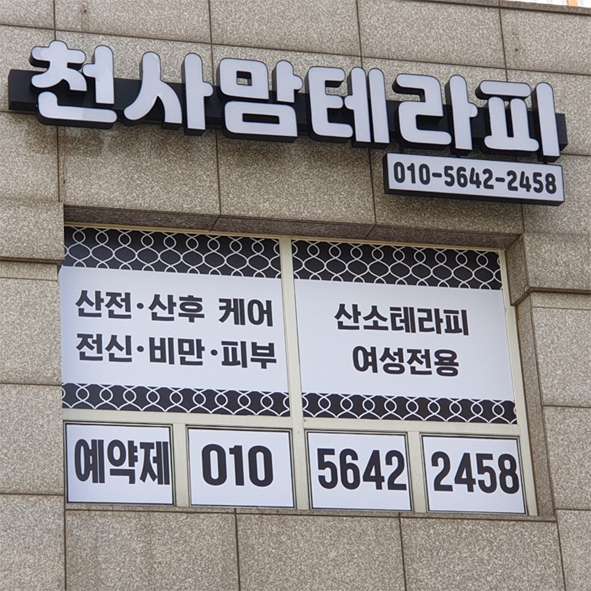 천사맘테라피
010-5642-2458
산전·산후 케어
전신·비만·피부
산소테라피
여성전용
예약제 010 5642 2458